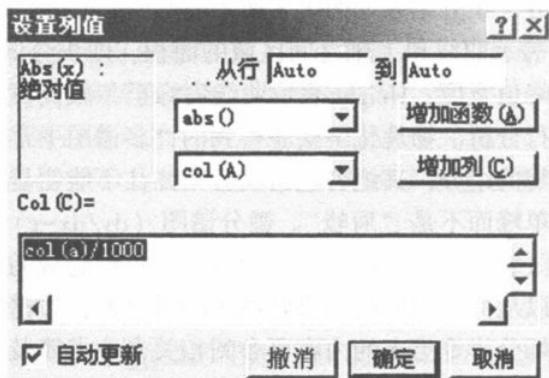 设置列值
Abs(x) : 从行 Auto 到 Auto
绝对值
abs() 增加函数(A)
col(A) 增加列(C)
Col(C)=
col(a)/1000
自动更新 撤消 确定 取消